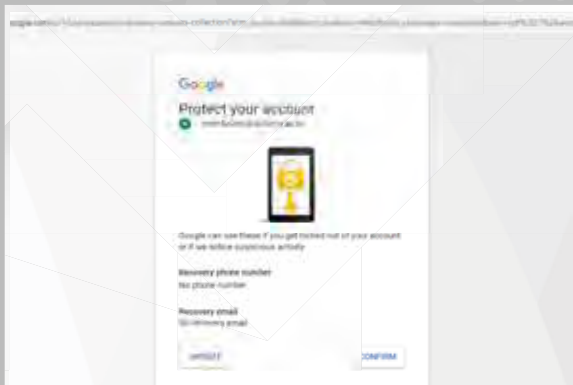 Google
Protect your account
Google can use these if you get locked out of your account
or if we notice suspicious activity
Recovery phone number
No phone number
Recovery email
No recovery email
UPDATE
CONFIRM